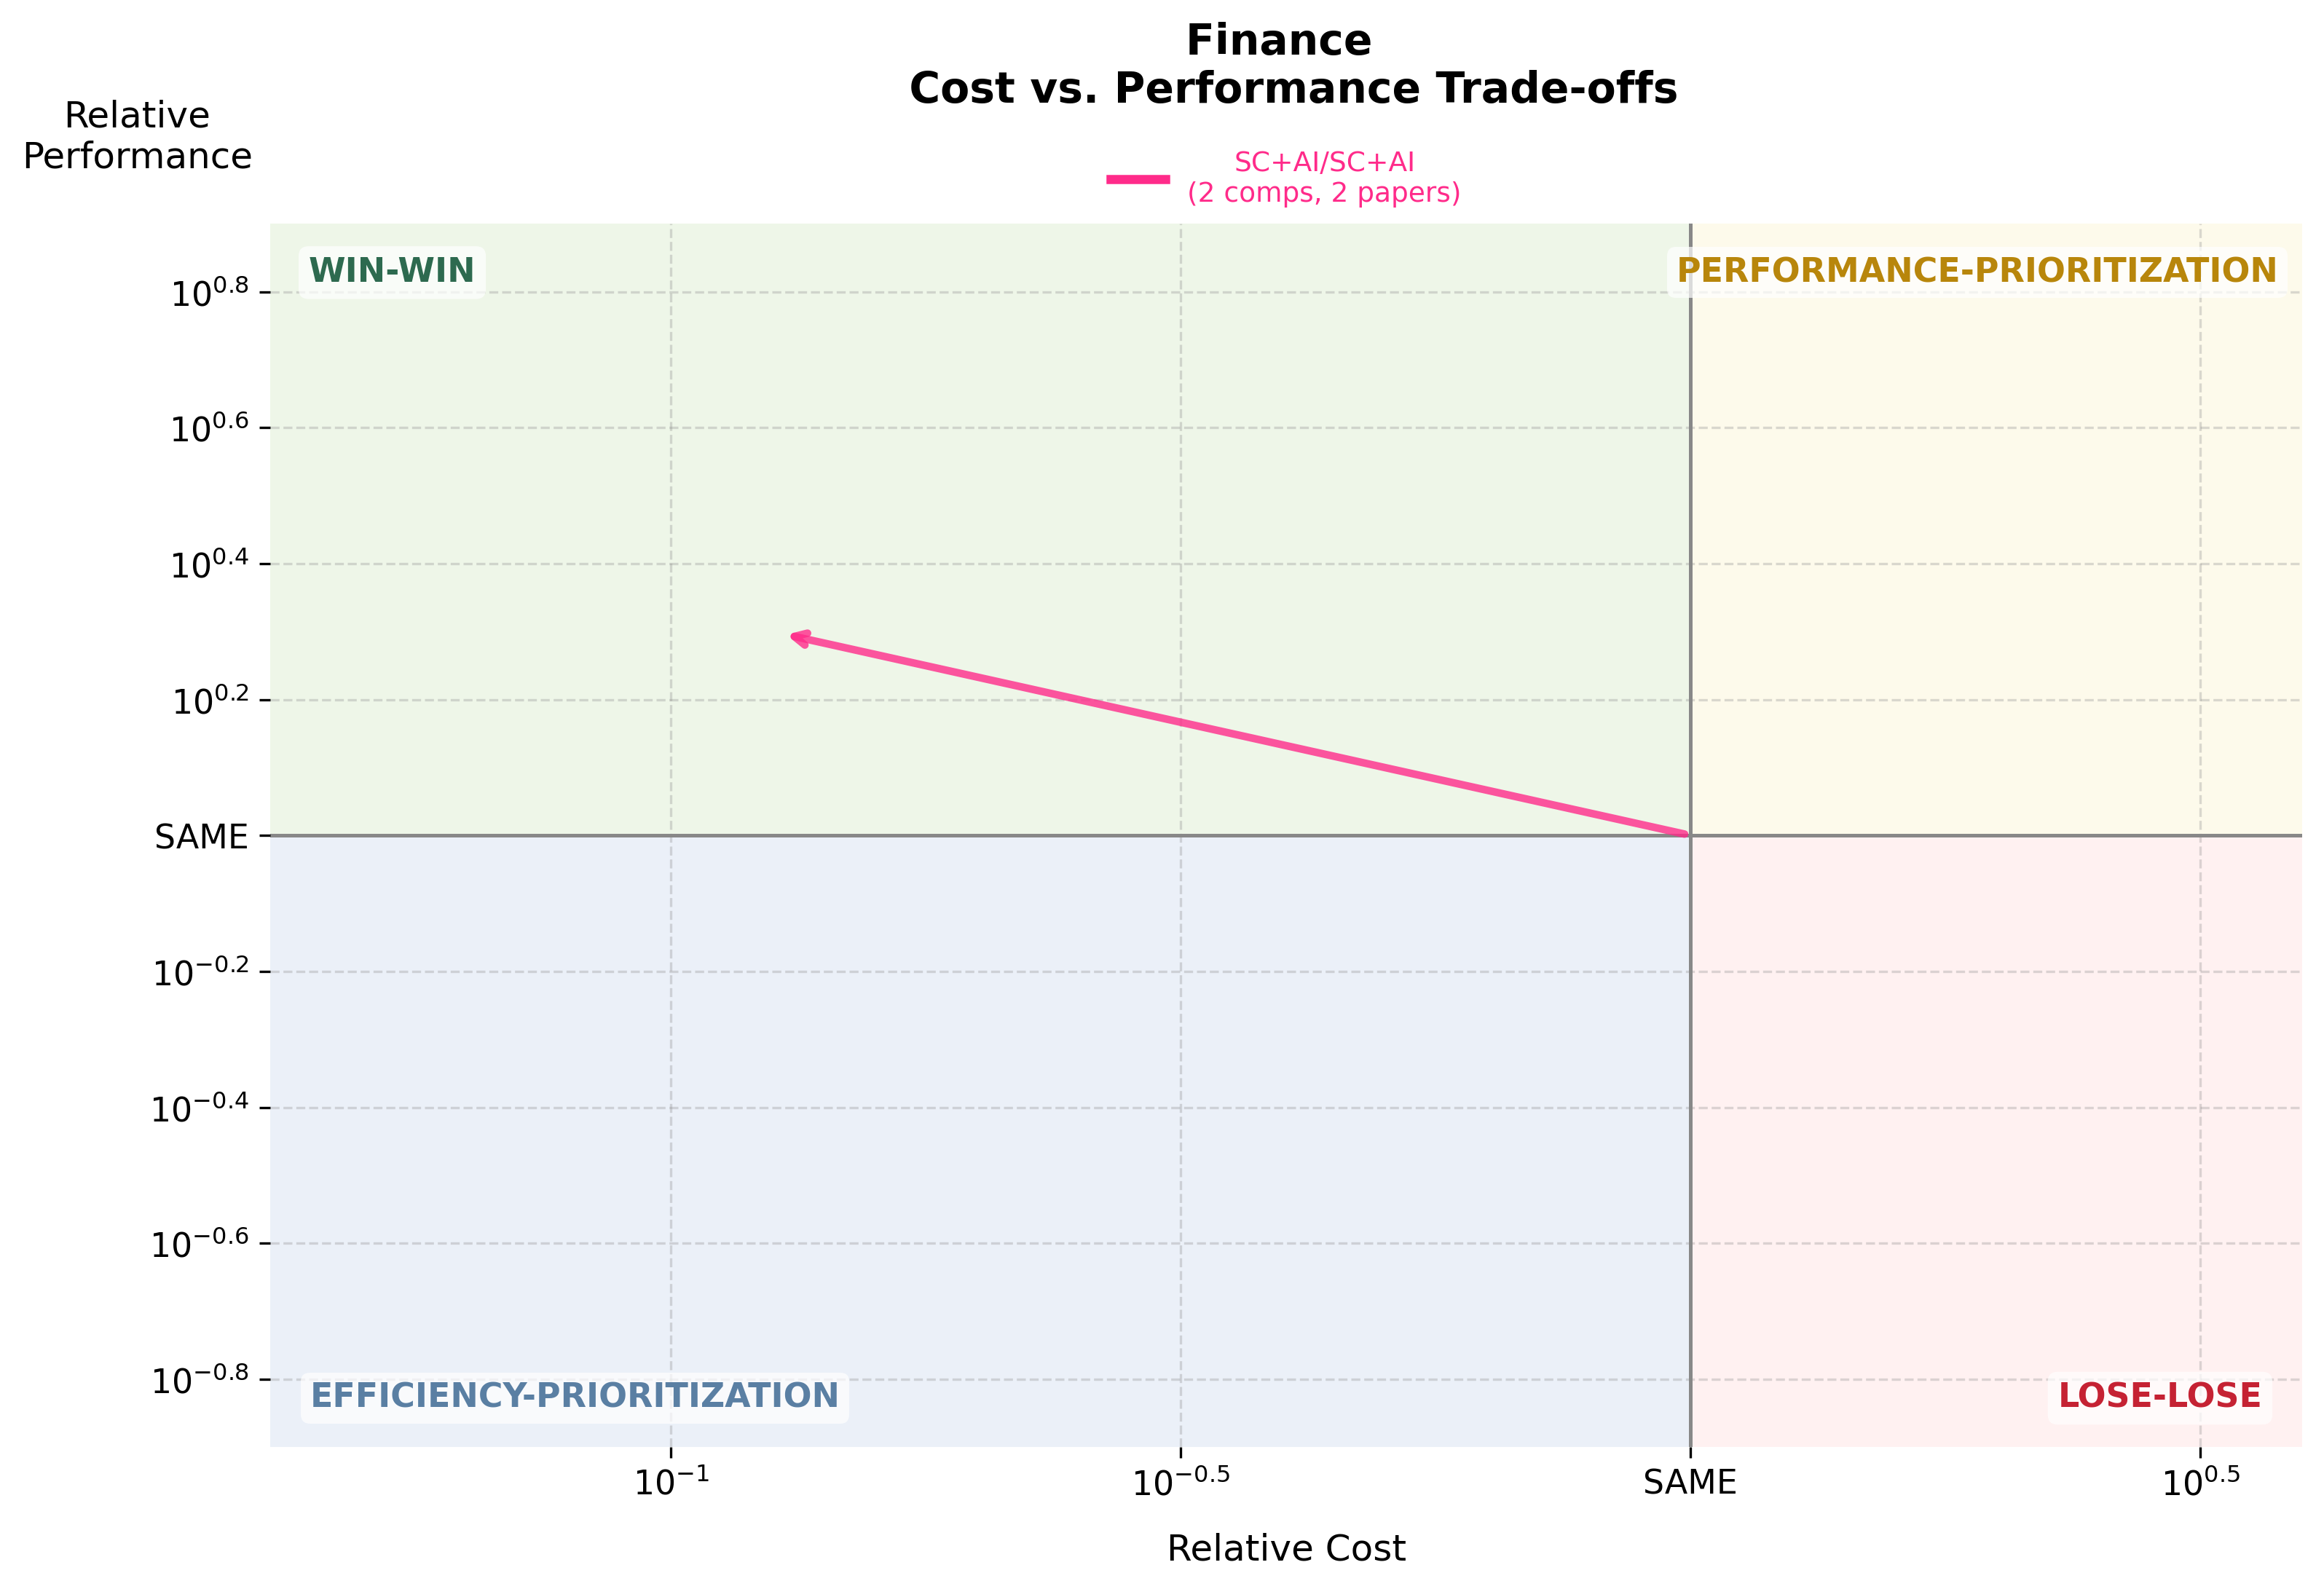 Finance
Cost vs. Performance Trade-offs
Relative
Performance
SC+AI/SC+AI
(2 comps, 2 papers)
WIN-WIN
PERFORMANCE-PRIORITIZATION
10^0.8
10^0.6
10^0.4
10^0.2
SAME
10^−0.2
10^−0.4
10^−0.6
10^−0.8
EFFICIENCY-PRIORITIZATION
LOSE-LOSE
10^−1
10^−0.5
SAME
10^0.5
Relative Cost